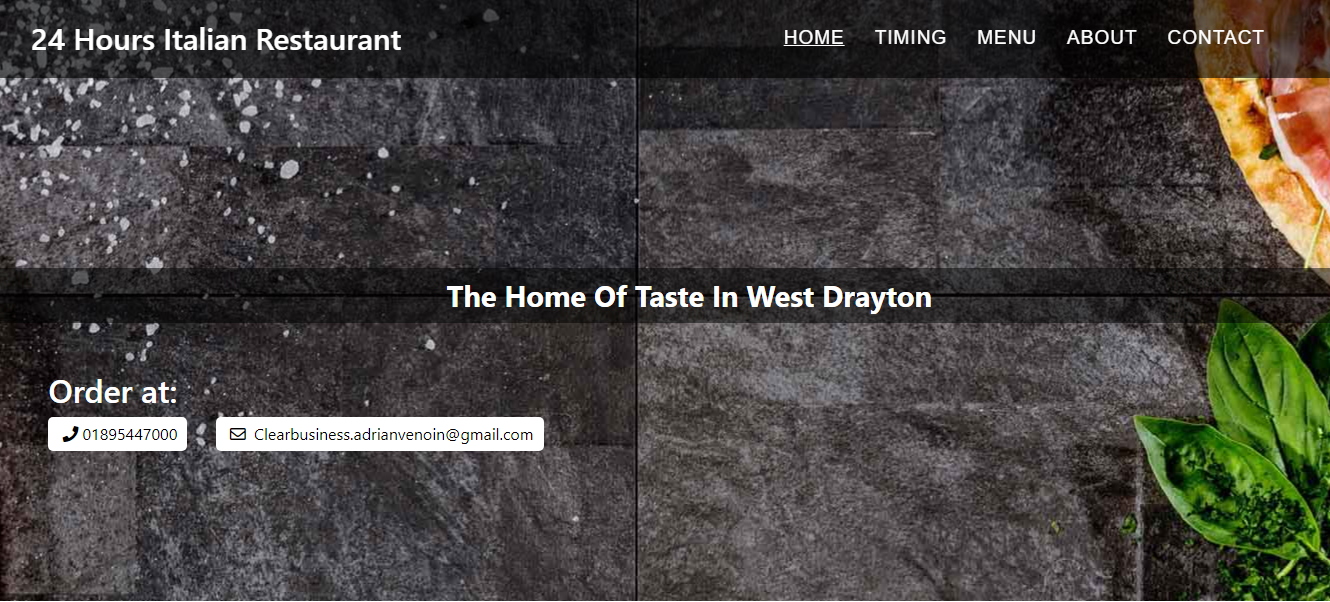 24 Hours Italian Restaurant
HOME TIMING MENU ABOUT CONTACT
The Home Of Taste In West Drayton
Order at:
01895447000 Clearbusiness.adrianvenoin@gmail.com